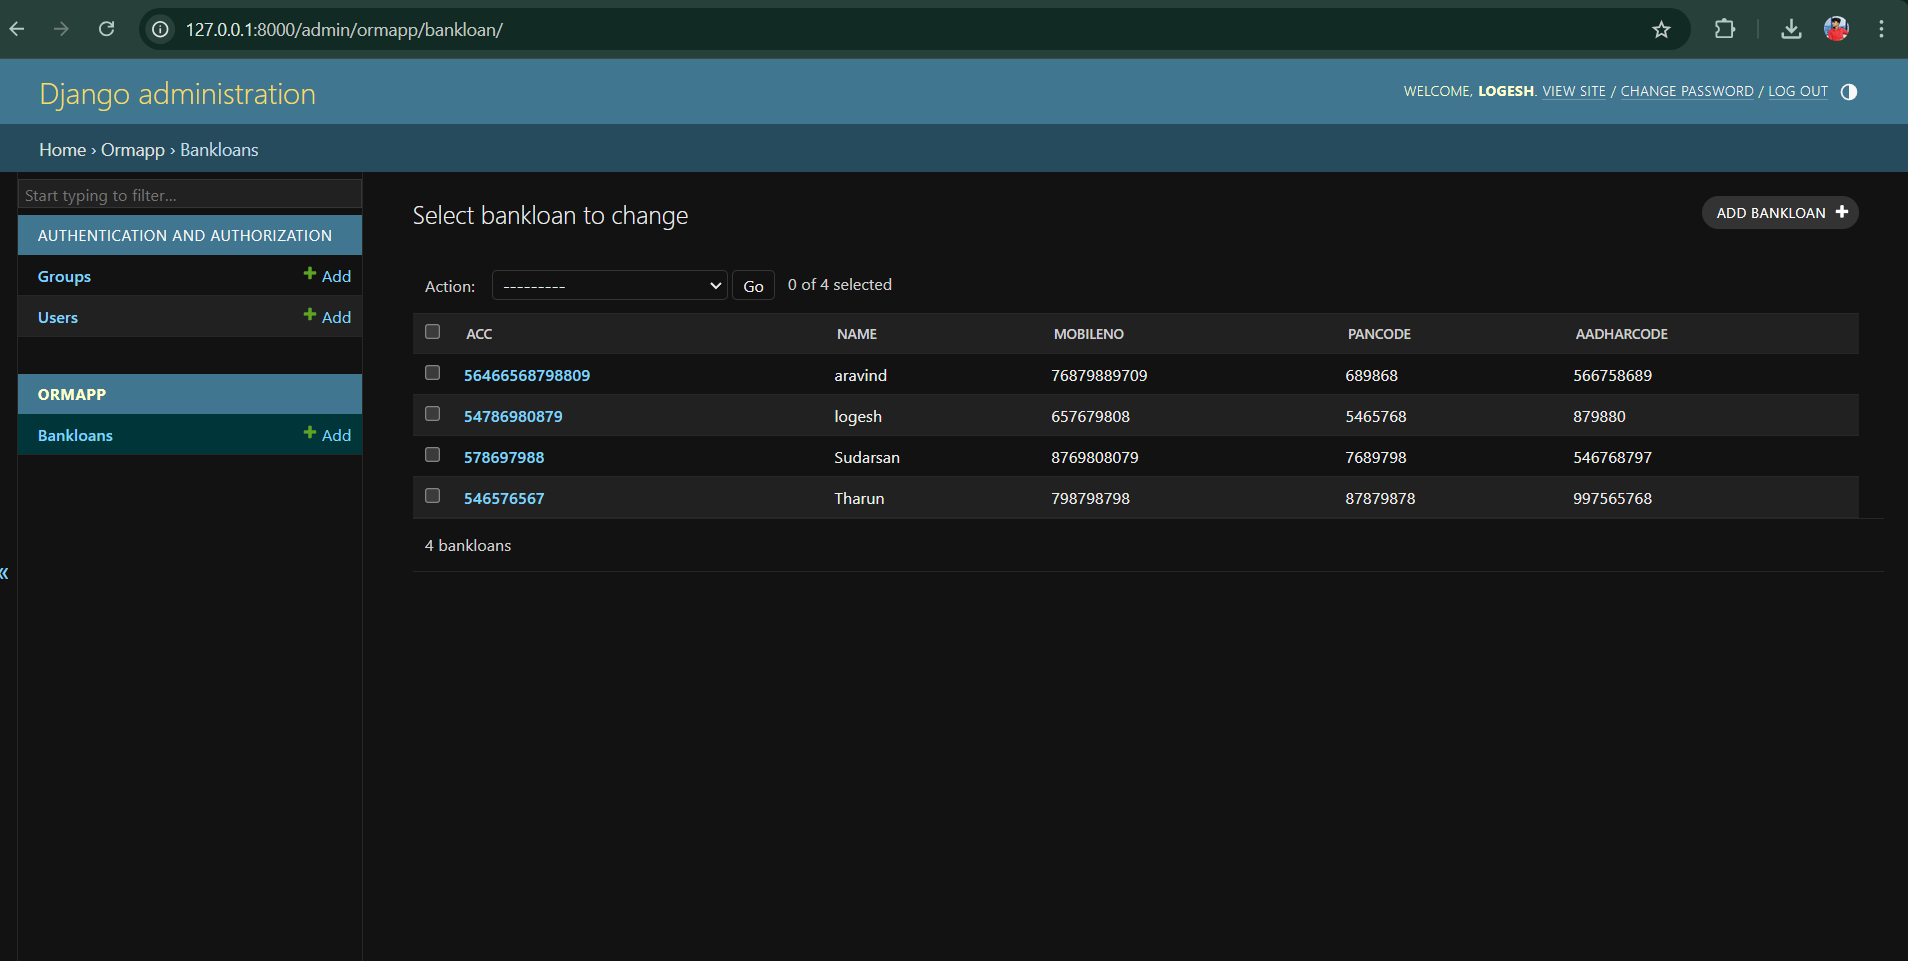 127.0.0.1:8000/admin/ormapp/bankloan/
Django administration
WELCOME, LOGESH. VIEW SITE / CHANGE PASSWORD / LOG OUT
Home › Ormapp › Bankloans
Start typing to filter...
AUTHENTICATION AND AUTHORIZATION
Groups + Add
Users + Add
ORMAPP
Bankloans + Add
«
Select bankloan to change
ADD BANKLOAN +
Action: --------- Go 0 of 4 selected
ACC NAME MOBILENO PANCODE AADHARCODE
56466568798809 aravind 76879889709 689868 566758689
54786980879 logesh 657679808 5465768 879880
578697988 Sudarsan 8769808079 7689798 546768797
546576567 Tharun 798798798 87879878 997565768
4 bankloans